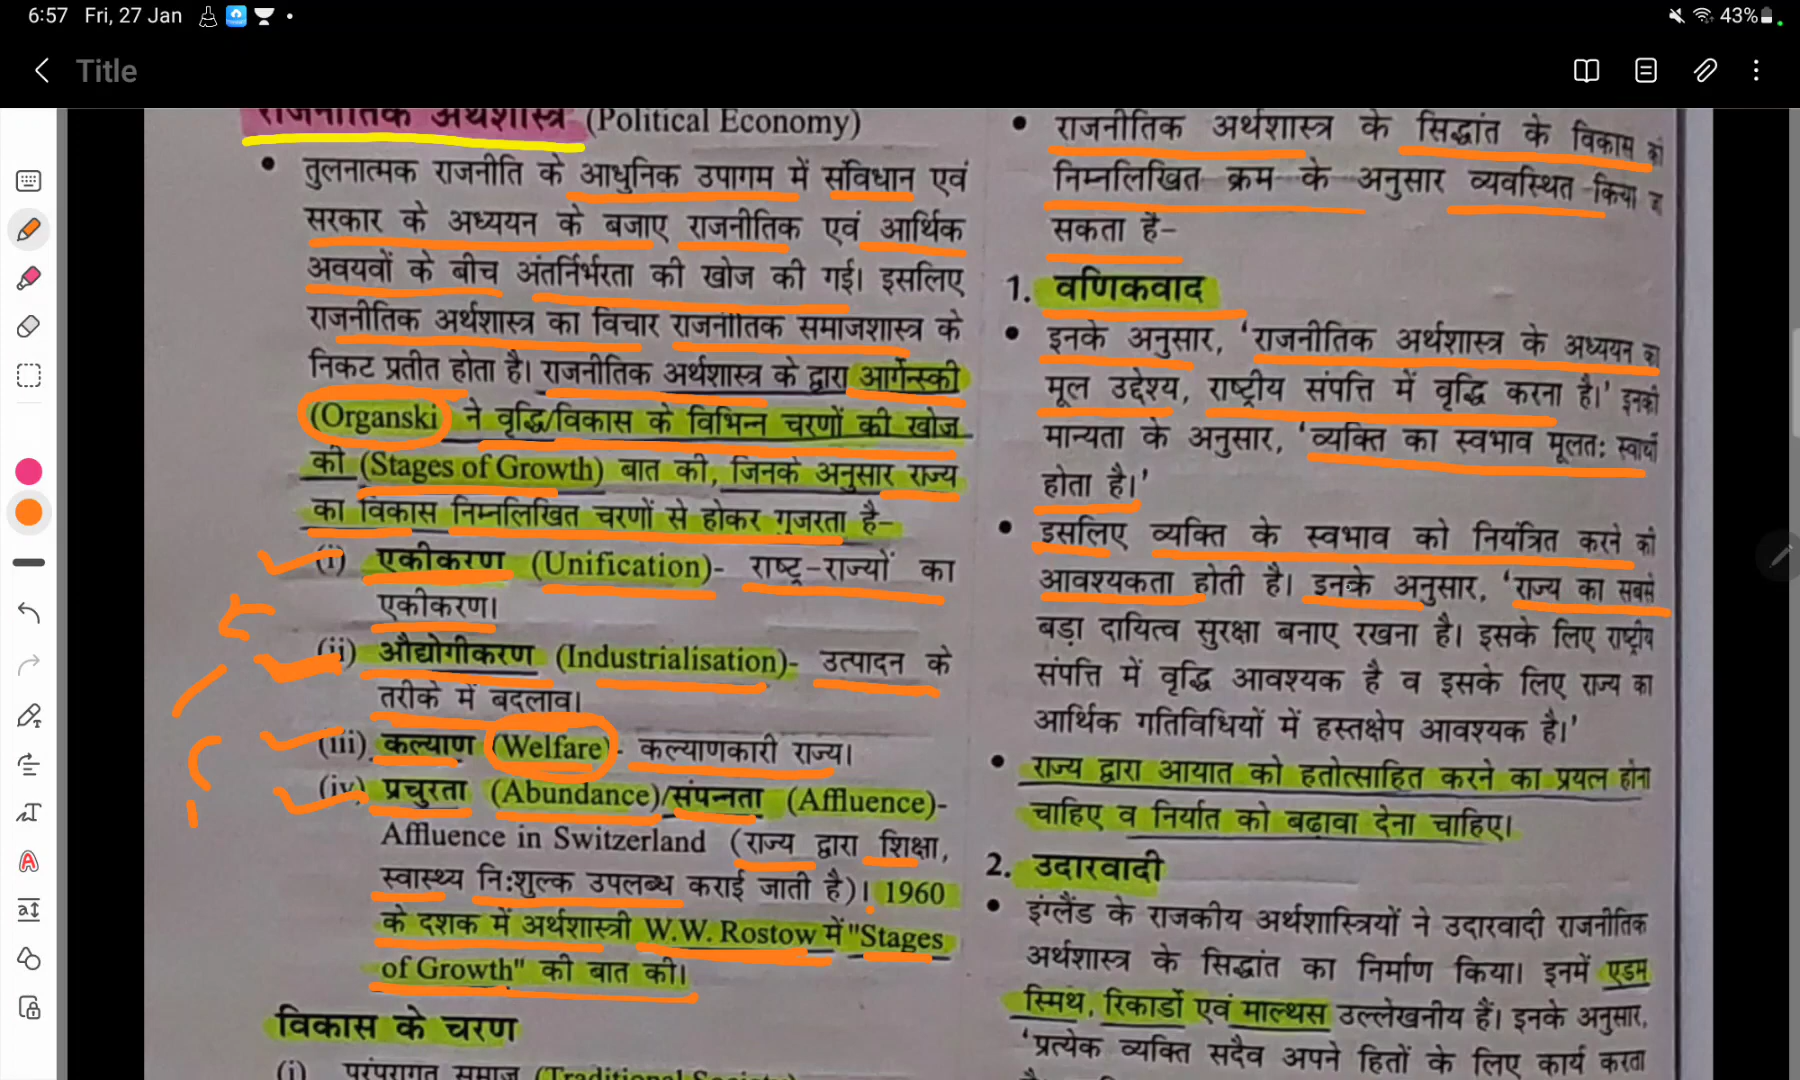 6:57 Fri, 27 Jan
43%
Title
राजनीतिक अर्थशास्त्र (Political Economy)
• तुलनात्मक राजनीति के आधुनिक उपागम में संविधान एवं
सरकार के अध्ययन के बजाए राजनीतिक एवं आर्थिक
अवयवों के बीच अंतर्निर्भरता की खोज की गई। इसलिए
राजनीतिक अर्थशास्त्र का विचार राजनीतिक समाजशास्त्र के
निकट प्रतीत होता है। राजनीतिक अर्थशास्त्र के द्वारा आर्गेन्स्की
(Organski ने वृद्धि/विकास के विभिन्न चरणों की खोज
की (Stages of Growth) बात की, जिनके अनुसार राज्य
का विकास निम्नलिखित चरणों से होकर गुजरता है-
(i) एकीकरण (Unification)- राष्ट्र-राज्यों का
एकीकरण।
(ii) औद्योगीकरण (Industrialisation)- उत्पादन के
तरीके में बदलाव।
(iii) कल्याण (Welfare)- कल्याणकारी राज्य।
(iv) प्रचुरता (Abundance)/संपन्नता (Affluence)-
Affluence in Switzerland (राज्य द्वारा शिक्षा,
स्वास्थ्य नि:शुल्क उपलब्ध कराई जाती है)। 1960
के दशक में अर्थशास्त्री W.W. Rostow में "Stages
of Growth" की बात की।
विकास के चरण
(i) परंपरागत समाज (Traditional Society)
• राजनीतिक अर्थशास्त्र के सिद्धांत के विकास को
निम्नलिखित क्रम के अनुसार व्यवस्थित किया जा
सकता है-
1. वणिकवाद
• इनके अनुसार, 'राजनीतिक अर्थशास्त्र के अध्ययन का
मूल उद्देश्य, राष्ट्रीय संपत्ति में वृद्धि करना है।' इनकी
मान्यता के अनुसार, 'व्यक्ति का स्वभाव मूलत: स्वार्थी
होता है।'
• इसलिए व्यक्ति के स्वभाव को नियंत्रित करने की
आवश्यकता होती है। इनके अनुसार, 'राज्य का सबसे
बड़ा दायित्व सुरक्षा बनाए रखना है। इसके लिए राष्ट्रीय
संपत्ति में वृद्धि आवश्यक है व इसके लिए राज्य का
आर्थिक गतिविधियों में हस्तक्षेप आवश्यक है।'
• राज्य द्वारा आयात को हतोत्साहित करने का प्रयत्न होना
चाहिए व निर्यात को बढ़ावा देना चाहिए।
2. उदारवादी
• इंग्लैंड के राजकीय अर्थशास्त्रियों ने उदारवादी राजनीतिक
अर्थशास्त्र के सिद्धांत का निर्माण किया। इनमें एडम
स्मिथ, रिकार्डो एवं माल्थस उल्लेखनीय हैं। इनके अनुसार,
'प्रत्येक व्यक्ति सदैव अपने हितों के लिए कार्य करता